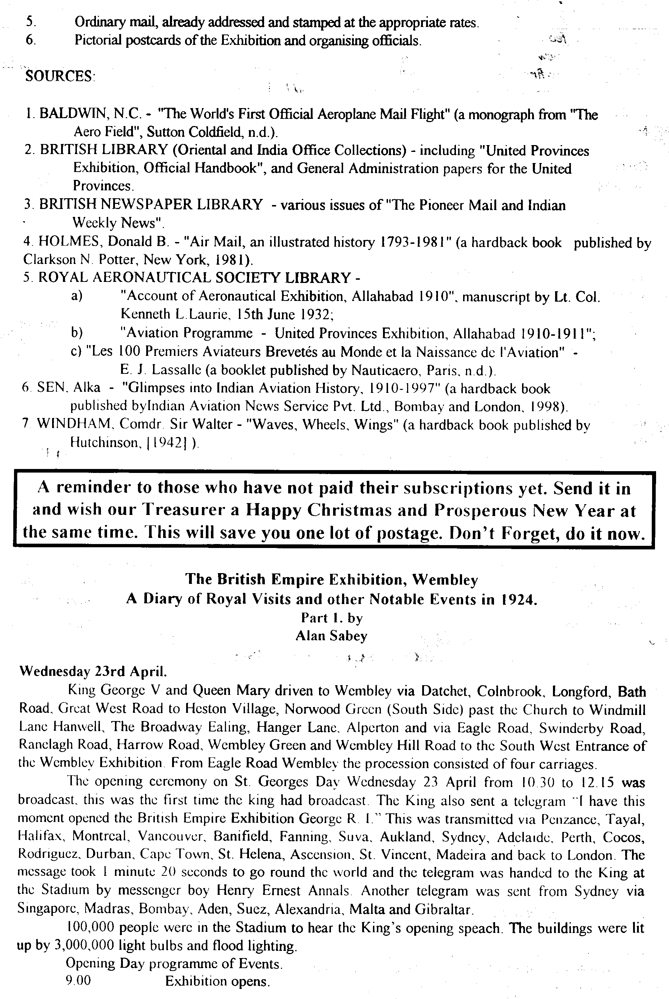 5. Ordinary mail, already addressed and stamped at the appropriate rates.
6. Pictorial postcards of the Exhibition and organising officials.
SOURCES:
1. BALDWIN, N.C. - "The World's First Official Aeroplane Mail Flight" (a monograph from "The
Aero Field", Sutton Coldfield, n.d.).
2. BRITISH LIBRARY (Oriental and India Office Collections) - including "United Provinces
Exhibition, Official Handbook", and General Administration papers for the United
Provinces.
3. BRITISH NEWSPAPER LIBRARY - various issues of "The Pioneer Mail and Indian
Weekly News".
4. HOLMES, Donald B. - "Air Mail, an illustrated history 1793-1981" (a hardback book published by
Clarkson N. Potter, New York, 1981).
5. ROYAL AERONAUTICAL SOCIETY LIBRARY -
a) "Account of Aeronautical Exhibition, Allahabad 1910", manuscript by Lt. Col.
Kenneth L.Laurie, 15th June 1932;
b) "Aviation Programme - United Provinces Exhibition, Allahabad 1910-1911";
c) "Les 100 Premiers Aviateurs Brevetés au Monde et la Naissance de l'Aviation" -
E. J. Lassalle (a booklet published by Nauticaero, Paris, n.d.).
6. SEN, Alka - "Glimpses into Indian Aviation History, 1910-1997" (a hardback book
published byIndian Aviation News Service Pvt. Ltd., Bombay and London, 1998).
7 WINDHAM, Comdr. Sir Walter - "Waves, Wheels, Wings" (a hardback book published by
Hutchinson, [1942] ).
A reminder to those who have not paid their subscriptions yet. Send it in
and wish our Treasurer a Happy Christmas and Prosperous New Year at
the same time. This will save you one lot of postage. Don't Forget, do it now.
The British Empire Exhibition, Wembley
A Diary of Royal Visits and other Notable Events in 1924.
Part 1. by
Alan Sabey
Wednesday 23rd April.
King George V and Queen Mary driven to Wembley via Datchet, Colnbrook, Longford, Bath
Road, Great West Road to Heston Village, Norwood Green (South Side) past the Church to Windmill
Lane Hanwell, The Broadway Ealing, Hanger Lane, Alperton and via Eagle Road, Swinderby Road,
Ranelagh Road, Harrow Road, Wembley Green and Wembley Hill Road to the South West Entrance of
the Wembley Exhibition. From Eagle Road Wembley the procession consisted of four carriages.
The opening ceremony on St. Georges Day Wednesday 23 April from 10.30 to 12.15 was
broadcast, this was the first time the king had broadcast. The King also sent a telegram "I have this
moment opened the British Empire Exhibition George R. I." This was transmitted via Penzance, Tayal,
Halifax, Montreal, Vancouver, Banifield, Fanning, Suva, Aukland, Sydney, Adelaide, Perth, Cocos,
Rodriguez, Durban, Cape Town, St. Helena, Ascension, St. Vincent, Madeira and back to London. The
message took 1 minute 20 seconds to go round the world and the telegram was handed to the King at
the Stadium by messenger boy Henry Ernest Annals. Another telegram was sent from Sydney via
Singapore, Madras, Bombay, Aden, Suez, Alexandria, Malta and Gibraltar.
100,000 people were in the Stadium to hear the King's opening speach. The buildings were lit
up by 3,000,000 light bulbs and flood lighting.
Opening Day programme of Events.
9.00 Exhibition opens.